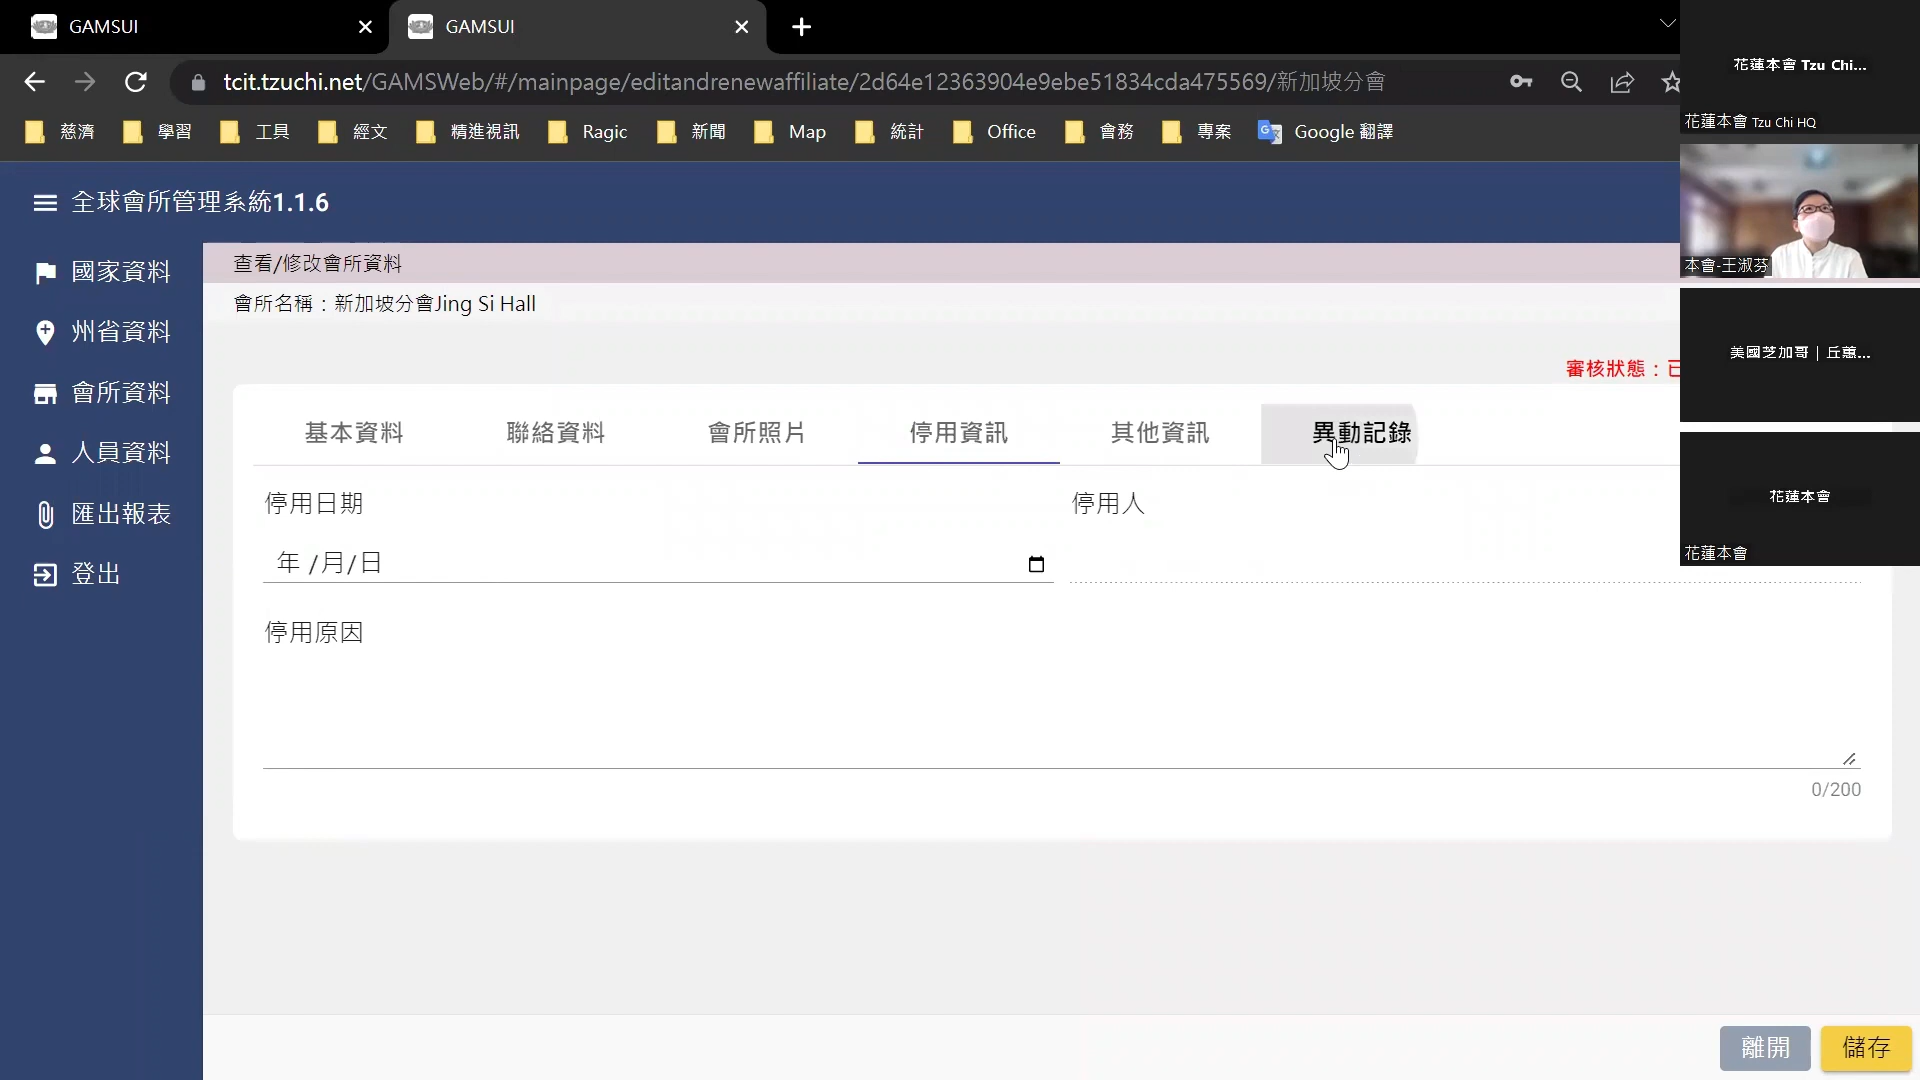 GAMSUI
GAMSUI
tcit.tzuchi.net/GAMSWeb/#/mainpage/editandrenewaffiliate/2d64e12363904e9ebe51834cda475569/新加坡分會
慈濟 學習 工具 經文 精進視訊 Ragic 新聞 Map 統計 Office 會務 專案 Google 翻譯
全球會所管理系統1.1.6
國家資料
州省資料
會所資料
人員資料
匯出報表
登出
查看/修改會所資料
會所名稱：新加坡分會Jing Si Hall
審核狀態：已
基本資料 聯絡資料 會所照片 停用資訊 其他資訊 異動記錄
停用日期 停用人
年 /月/日
停用原因
0/200
離開 儲存
花蓮本會 Tzu Chi...
花蓮本會 Tzu Chi HQ
本會-王淑芬
美國芝加哥｜丘蕙...
花蓮本會
花蓮本會